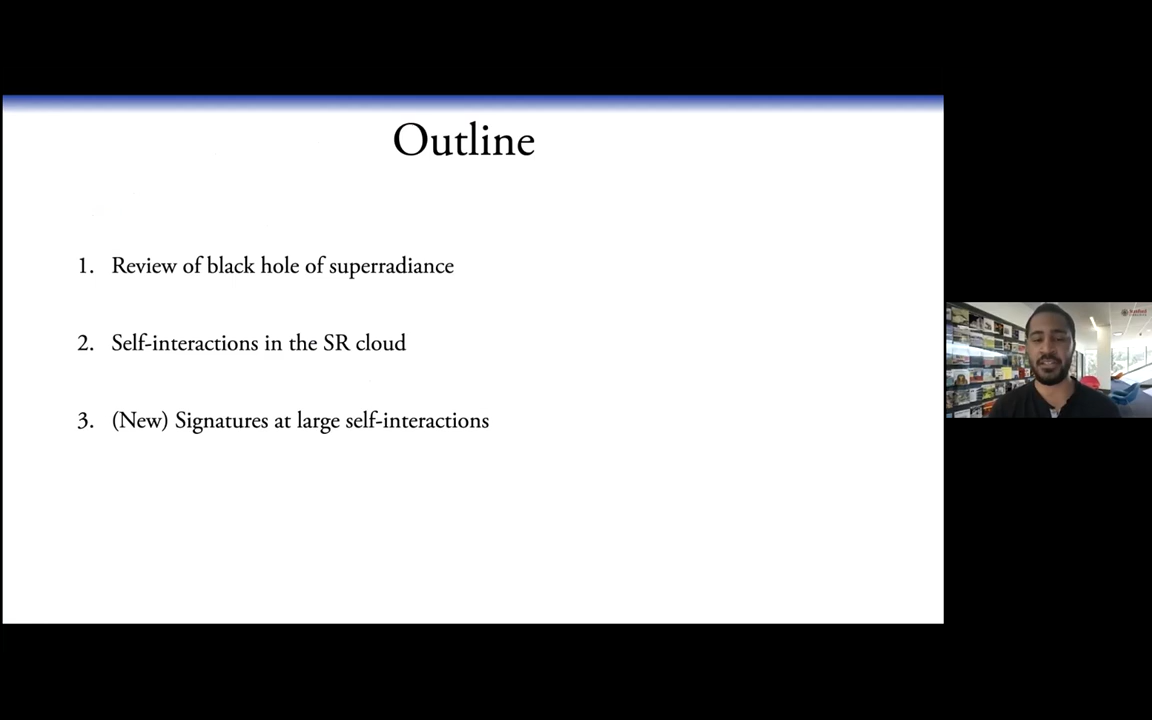 Outline
1. Review of black hole of superradiance
2. Self-interactions in the SR cloud
3. (New) Signatures at large self-interactions